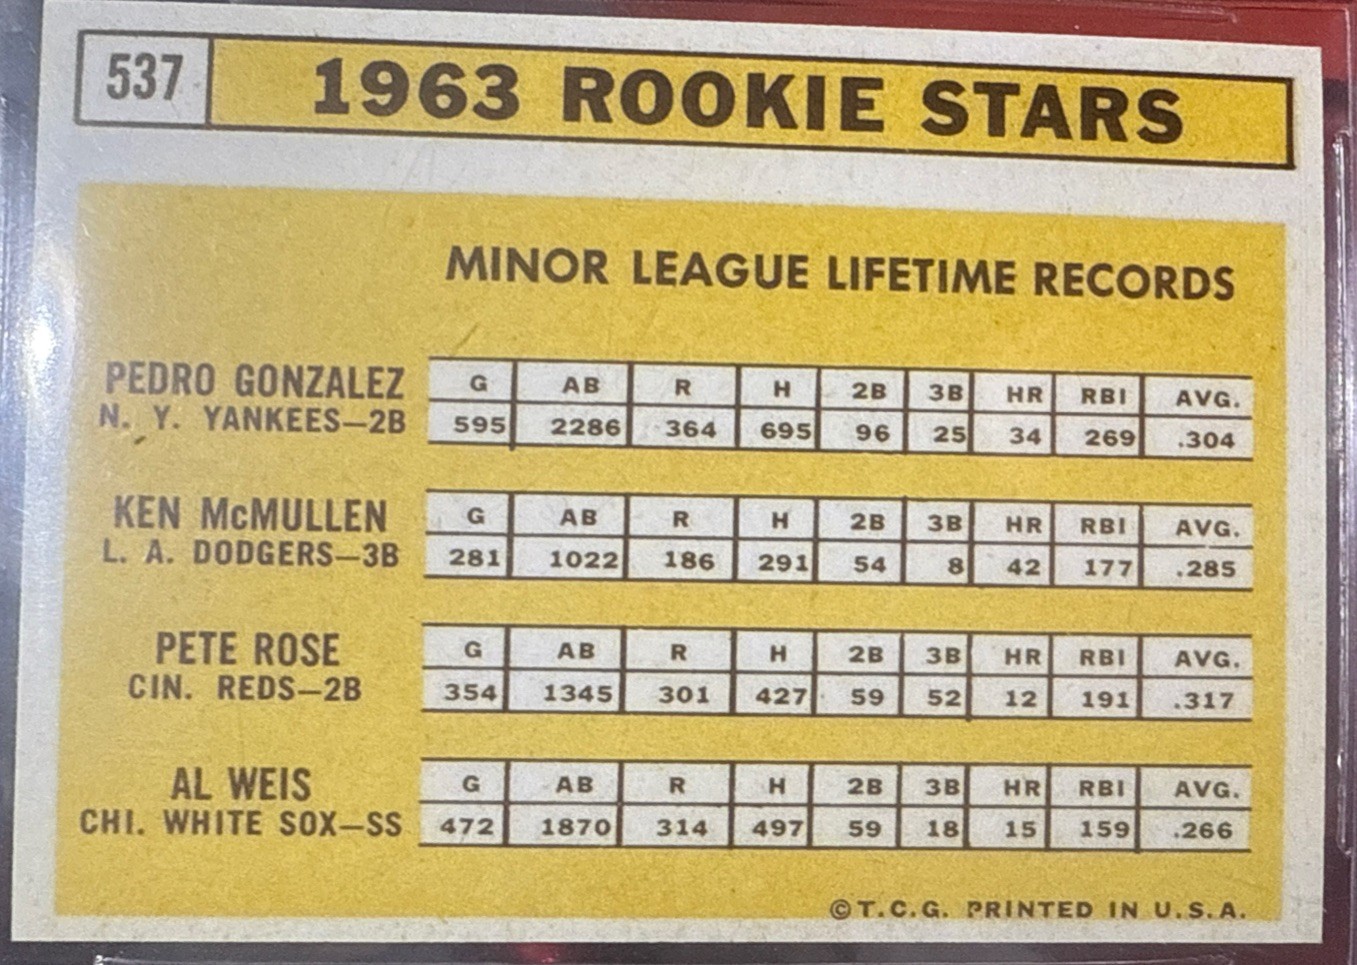 537 1963 ROOKIE STARS
MINOR LEAGUE LIFETIME RECORDS
PEDRO GONZALEZ G AB R H 2B 3B HR RBI AVG.
N. Y. YANKEES—2B 595 2286 364 695 96 25 34 269 .304
KEN McMULLEN G AB R H 2B 3B HR RBI AVG.
L. A. DODGERS—3B 281 1022 186 291 54 8 42 177 .285
PETE ROSE G AB R H 2B 3B HR RBI AVG.
CIN. REDS—2B 354 1345 301 427 59 52 12 191 .317
AL WEIS G AB R H 2B 3B HR RBI AVG.
CHI. WHITE SOX—SS 472 1870 314 497 59 18 15 159 .266
©T.C.G. PRINTED IN U.S.A.